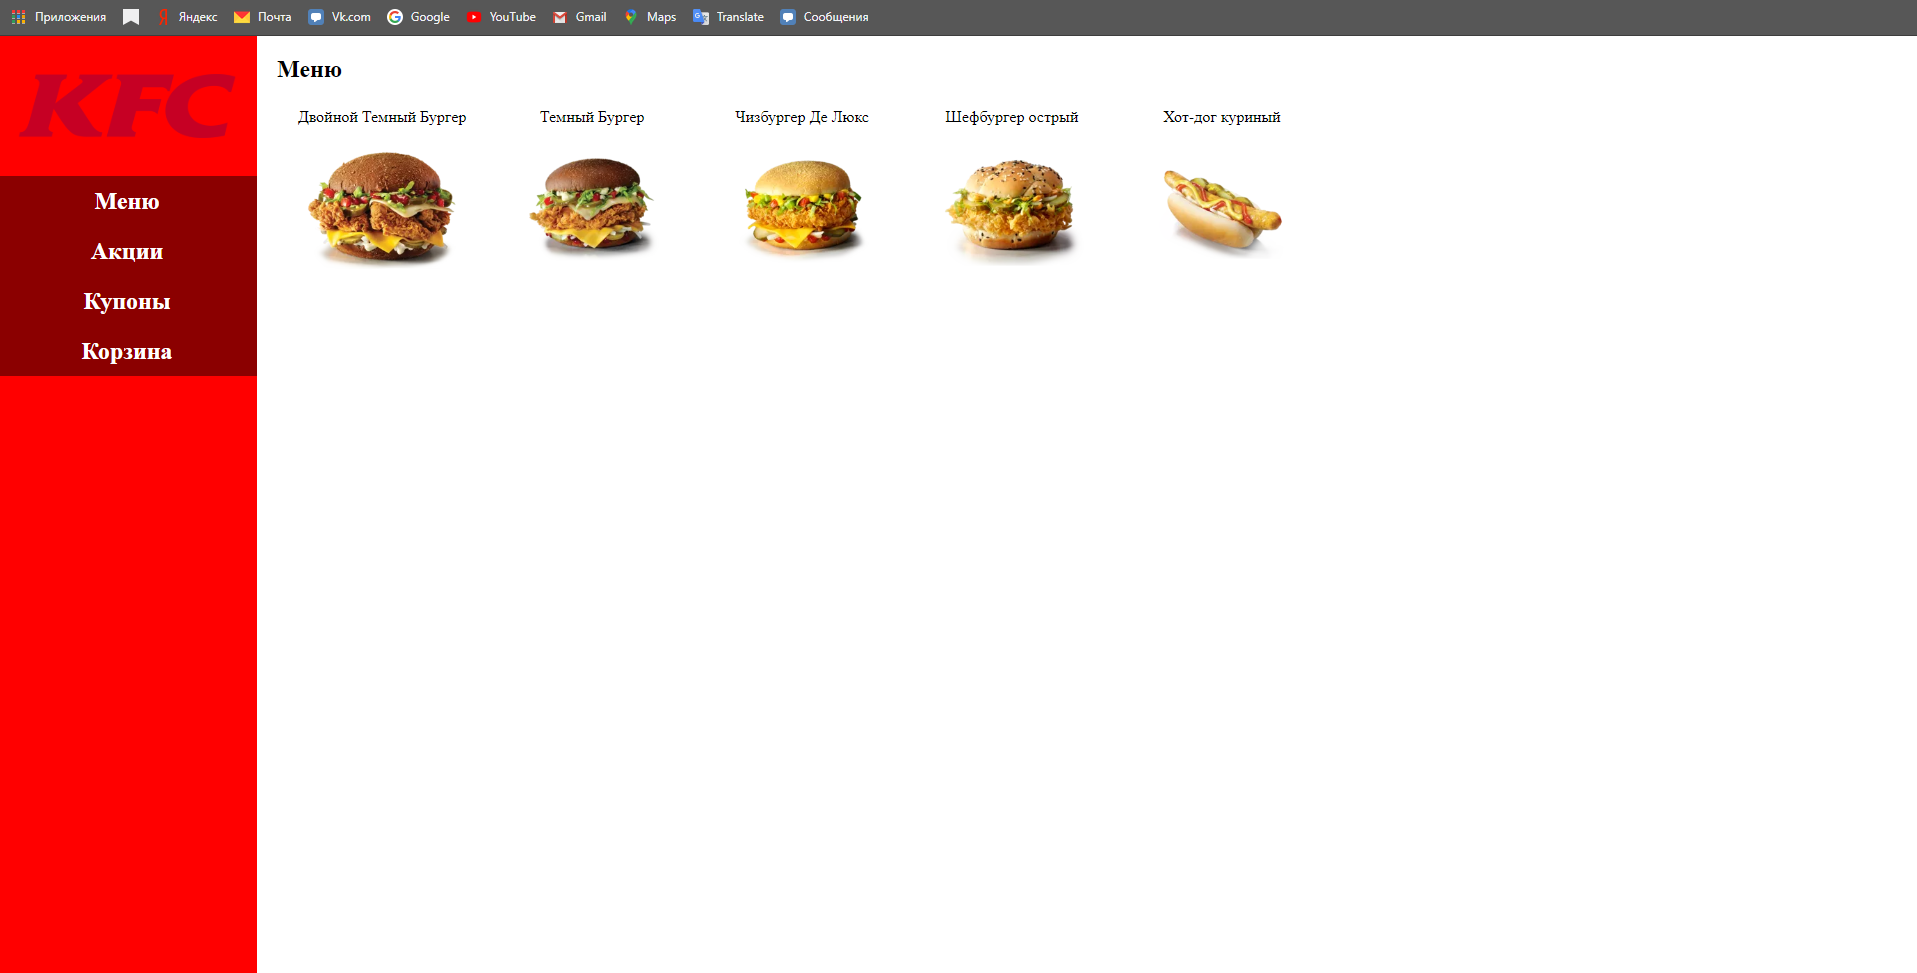 Приложения Яндекс Почта Vk.com Google YouTube Gmail Maps Translate Сообщения
KFC
Меню
Акции
Купоны
Корзина
Меню
Двойной Темный Бургер Темный Бургер Чизбургер Де Люкс Шефбургер острый Хот-дог куриный